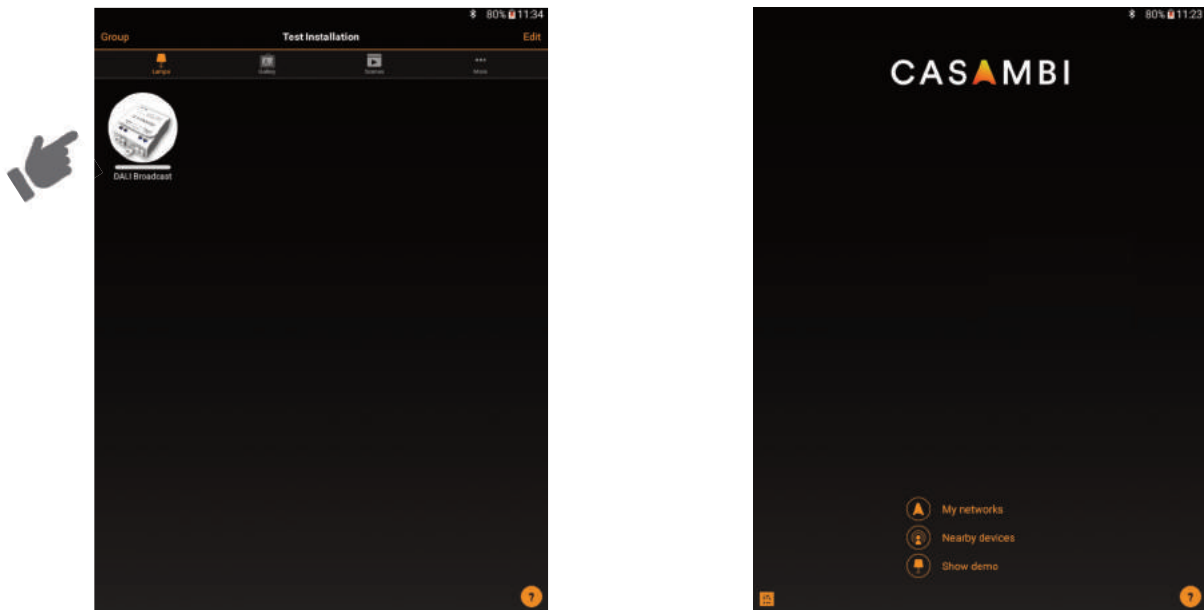 80% 11:34
Group Test Installation Edit
Lamps Gallery Scenes More
DALI Broadcast
?
80% 11:23
CASAMBI
My networks
Nearby devices
Show demo
?